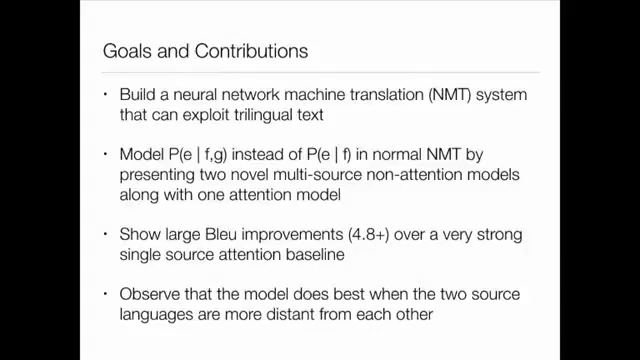 Goals and Contributions
• Build a neural network machine translation (NMT) system
that can exploit trilingual text
• Model P(e | f,g) instead of P(e | f) in normal NMT by
presenting two novel multi-source non-attention models
along with one attention model
• Show large Bleu improvements (4.8+) over a very strong
single source attention baseline
• Observe that the model does best when the two source
languages are more distant from each other